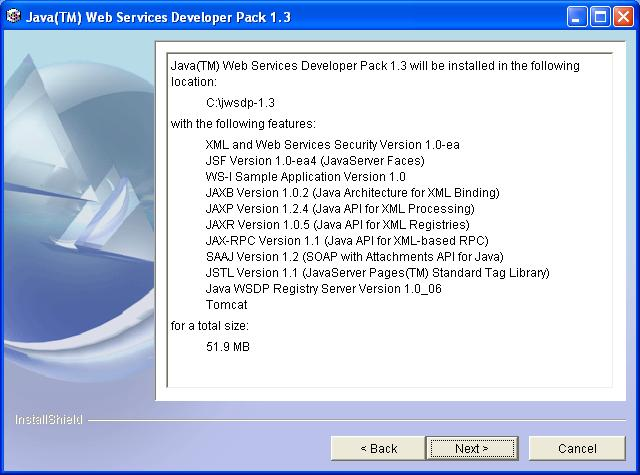 Java(TM) Web Services Developer Pack 1.3
Java(TM) Web Services Developer Pack 1.3 will be installed in the following
location:
C:\jwsdp-1.3
with the following features:
XML and Web Services Security Version 1.0-ea
JSF Version 1.0-ea4 (JavaServer Faces)
WS-I Sample Application Version 1.0
JAXB Version 1.0.2 (Java Architecture for XML Binding)
JAXP Version 1.2.4 (Java API for XML Processing)
JAXR Version 1.0.5 (Java API for XML Registries)
JAX-RPC Version 1.1 (Java API for XML-based RPC)
SAAJ Version 1.2 (SOAP with Attachments API for Java)
JSTL Version 1.1 (JavaServer Pages(TM) Standard Tag Library)
Java WSDP Registry Server Version 1.0_06
Tomcat
for a total size:
51.9 MB
InstallShield
< Back Next > Cancel